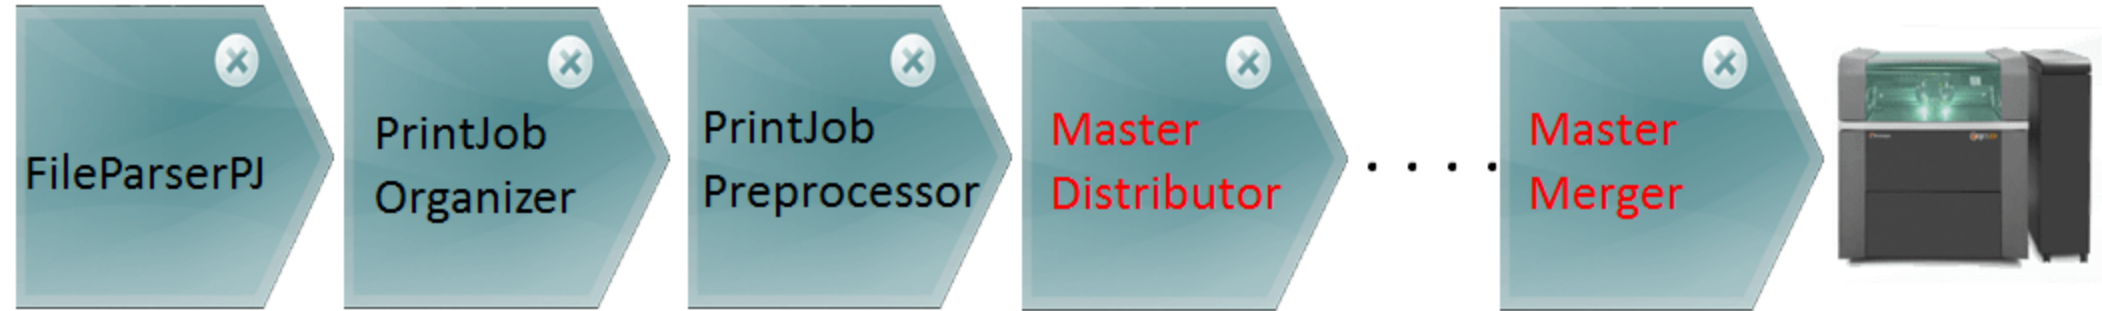 FileParserPJ
PrintJob
Organizer
PrintJob
Preprocessor
Master
Distributor
Master
Merger